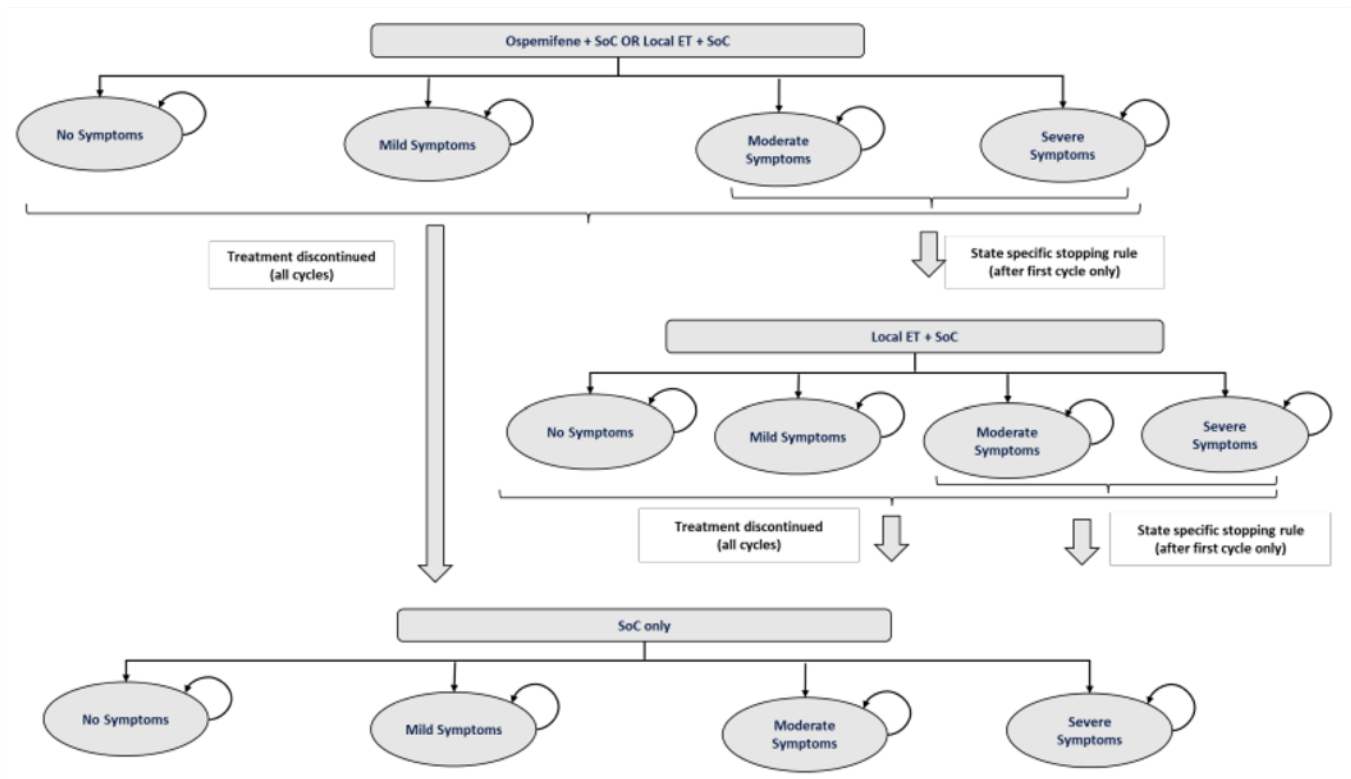 Ospemifene + SoC OR Local ET + SoC
No Symptoms
Mild Symptoms
Moderate
Symptoms
Severe
Symptoms
Treatment discontinued
(all cycles)
State specific stopping rule
(after first cycle only)
Local ET + SoC
No Symptoms
Mild Symptoms
Moderate
Symptoms
Severe
Symptoms
Treatment discontinued
(all cycles)
State specific stopping rule
(after first cycle only)
SoC only
No Symptoms
Mild Symptoms
Moderate
Symptoms
Severe
Symptoms